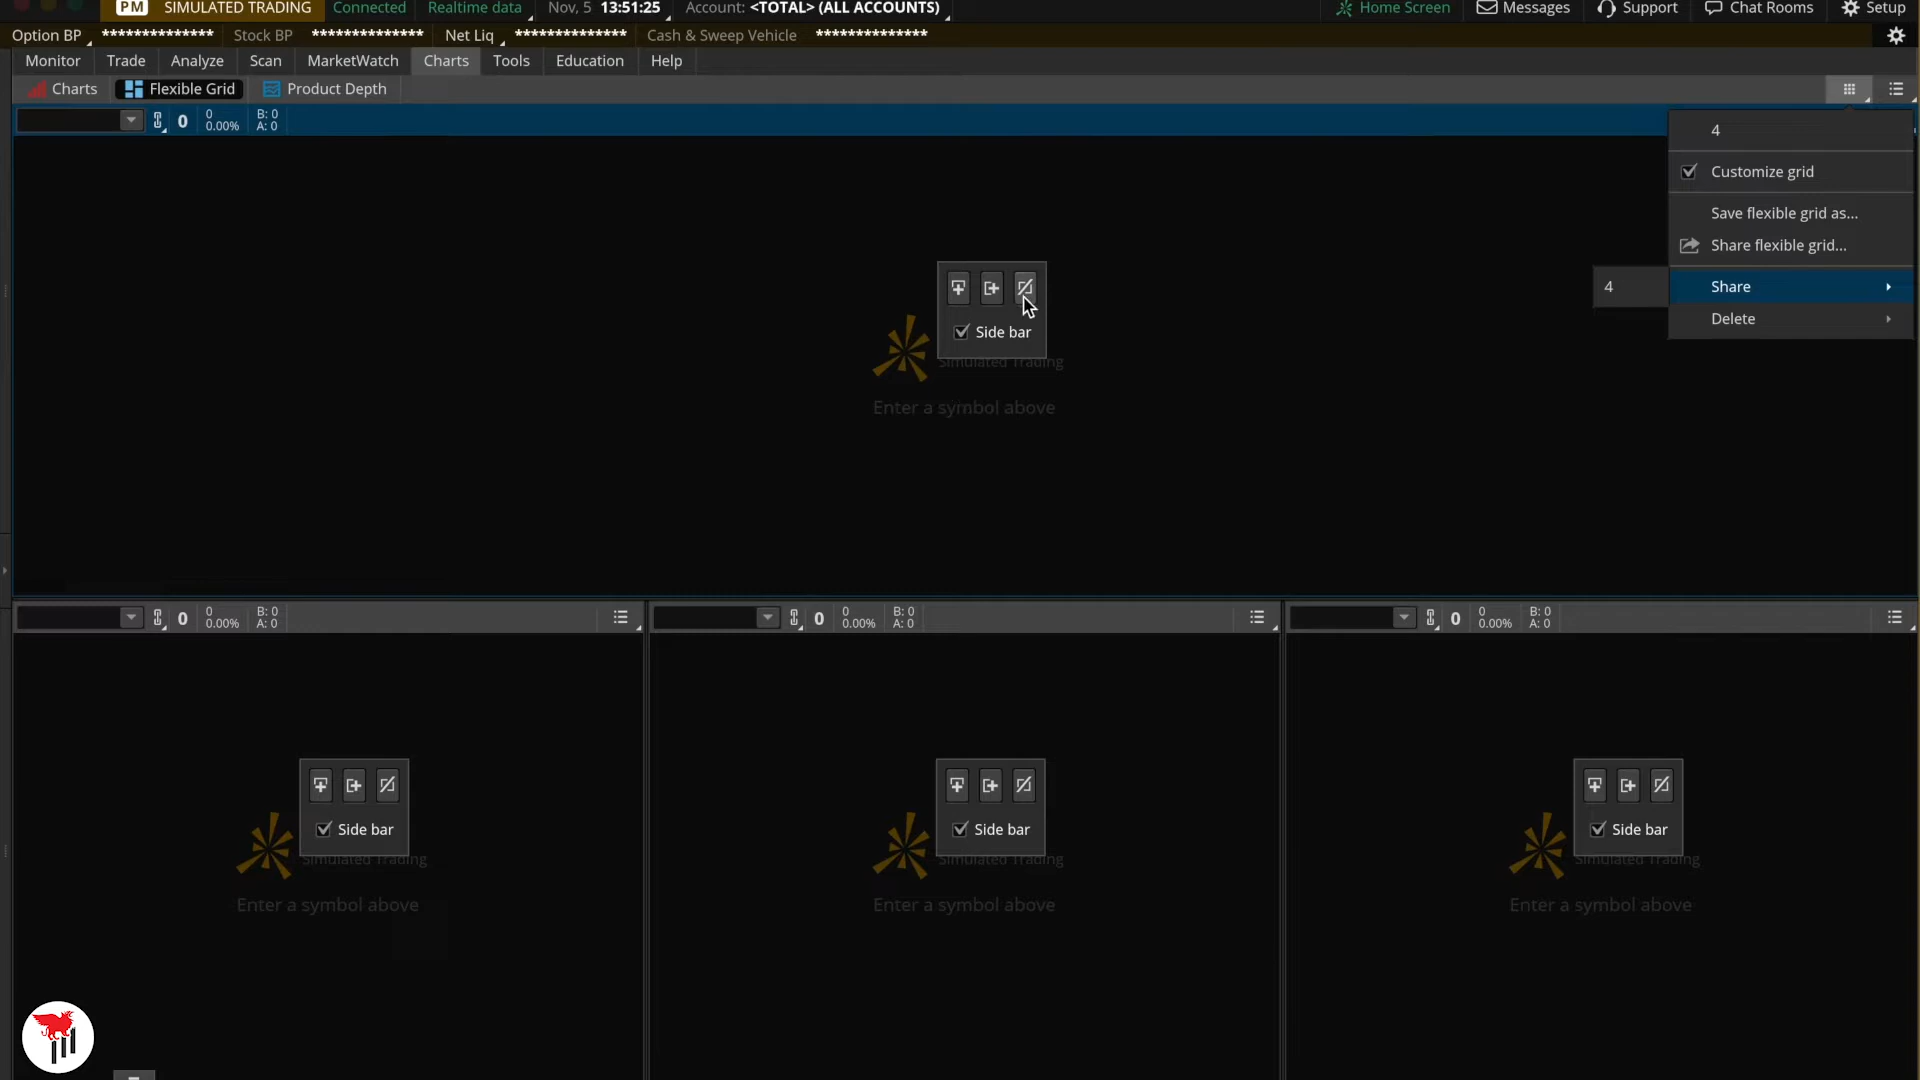 PM SIMULATED TRADING Connected Realtime data Nov, 5 13:51:25 Account: <TOTAL> (ALL ACCOUNTS) Home Screen Messages Support Chat Rooms Setup
Option BP ************** Stock BP ************** Net Liq ************** Cash & Sweep Vehicle **************
Monitor Trade Analyze Scan MarketWatch Charts Tools Education Help
Charts Flexible Grid Product Depth
0 0 B: 0
0.00% A: 0
4
Customize grid
Save flexible grid as...
Share flexible grid...
4 Share
Delete
Side bar
Simulated Trading
Enter a symbol above
0 0 B: 0 0 0 B: 0 0 0 B: 0
0.00% A: 0 0.00% A: 0 0.00% A: 0
Side bar Side bar Side bar
Simulated Trading Simulated Trading Simulated Trading
Enter a symbol above Enter a symbol above Enter a symbol above